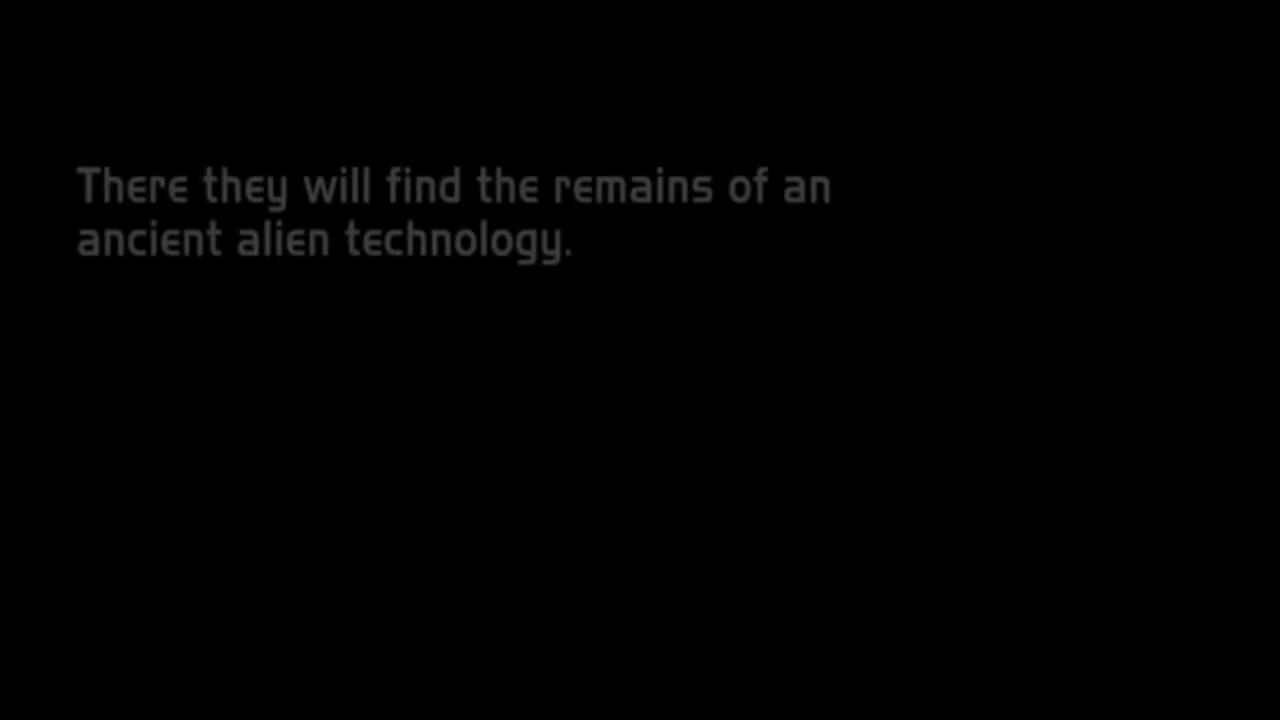 There they will find the remains of an
ancient alien technology.